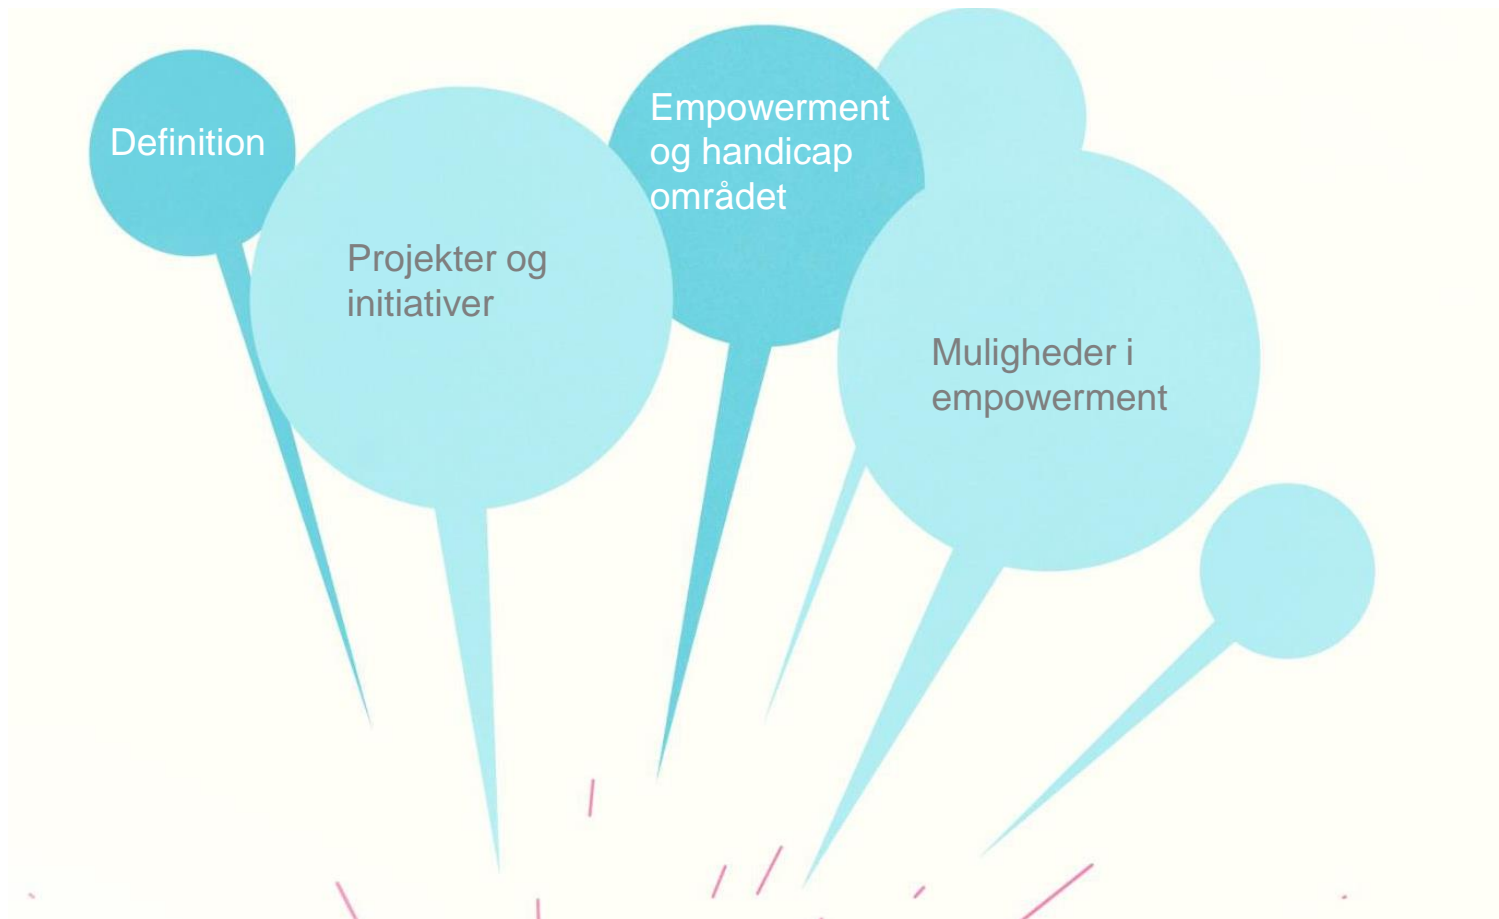 Definition
Projekter og
initiativer
Empowerment
og handicap
området
Muligheder i
empowerment